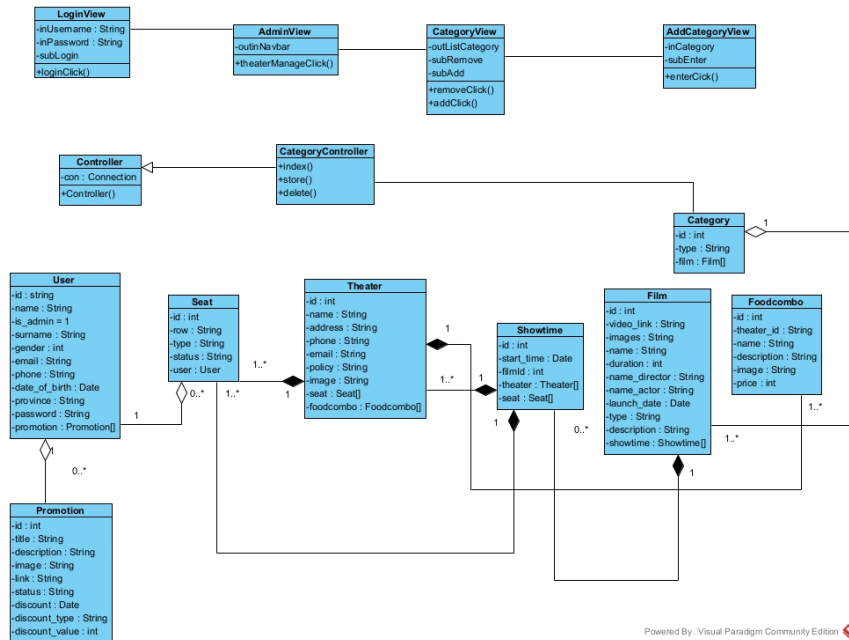 LoginView
-inUsername : String
-inPassword : String
-subLogin
+loginClick()
AdminView
-outinNavbar
+theaterManageClick()
CategoryView
-outListCategory
-subRemove
-subAdd
+removeClick()
+addClick()
AddCategoryView
-inCategory
-subEnter
+enterCick()
Controller
-con : Connection
+Controller()
CategoryController
+index()
+store()
+delete()
Category
-id : int
-type : String
-film : Film[]
1
User
-id : string
-name : String
-is_admin = 1
-surname : String
-gender : int
-email : String
-phone : String
-date_of_birth : Date
-province : String
-password : String
-promotion : Promotion[]
1
1
0..*
Seat
-id : int
-row : String
-type : String
-status : String
-user : User
0..*
1..*
1..*
1
Theater
-id : int
-name : String
-address : String
-phone : String
-email : String
-policy : String
-image : String
-seat : Seat[]
-foodcombo : Foodcombo[]
1
1..*
1
1
Showtime
-id : int
-start_time : Date
-filmId : int
-theater : Theater[]
-seat : Seat[]
0..*
Film
-id : int
-video_link : String
-images : String
-name : String
-duration : int
-name_director : String
-name_actor : String
-launch_date : Date
-type : String
-description : String
-showtime : Showtime[]
1
1..*
Foodcombo
-id : int
-theater_id : String
-name : String
-description : String
-image : String
-price : int
1..*
Promotion
-id : int
-title : String
-description : String
-image : String
-link : String
-status : String
-discount : Date
-discount_type : String
-discount_value : int
Powered By: Visual Paradigm Community Edition